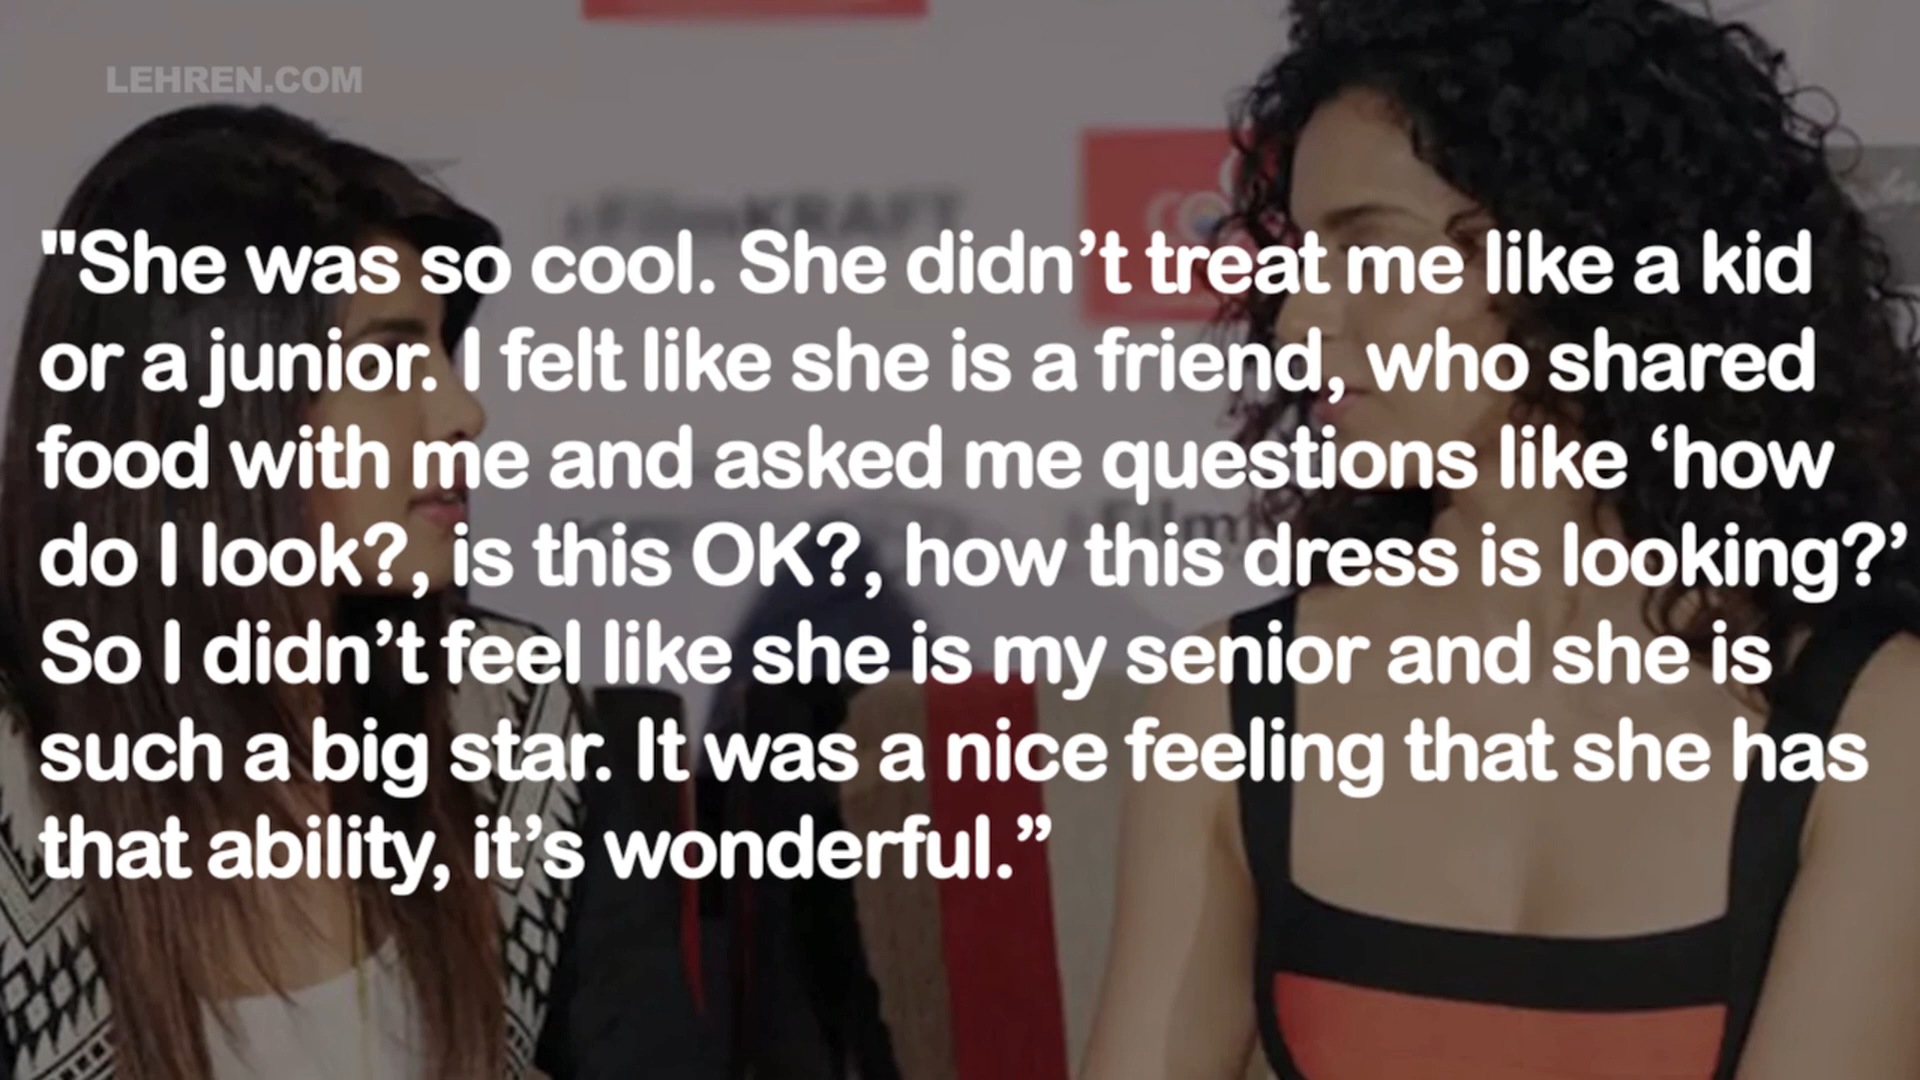 LEHREN.COM
FilmKRAFT
"She was so cool. She didn’t treat me like a kid
or a junior. I felt like she is a friend, who shared
food with me and asked me questions like ‘how
do I look?, is this OK?, how this dress is looking?’
So I didn’t feel like she is my senior and she is
such a big star. It was a nice feeling that she has
that ability, it’s wonderful.”